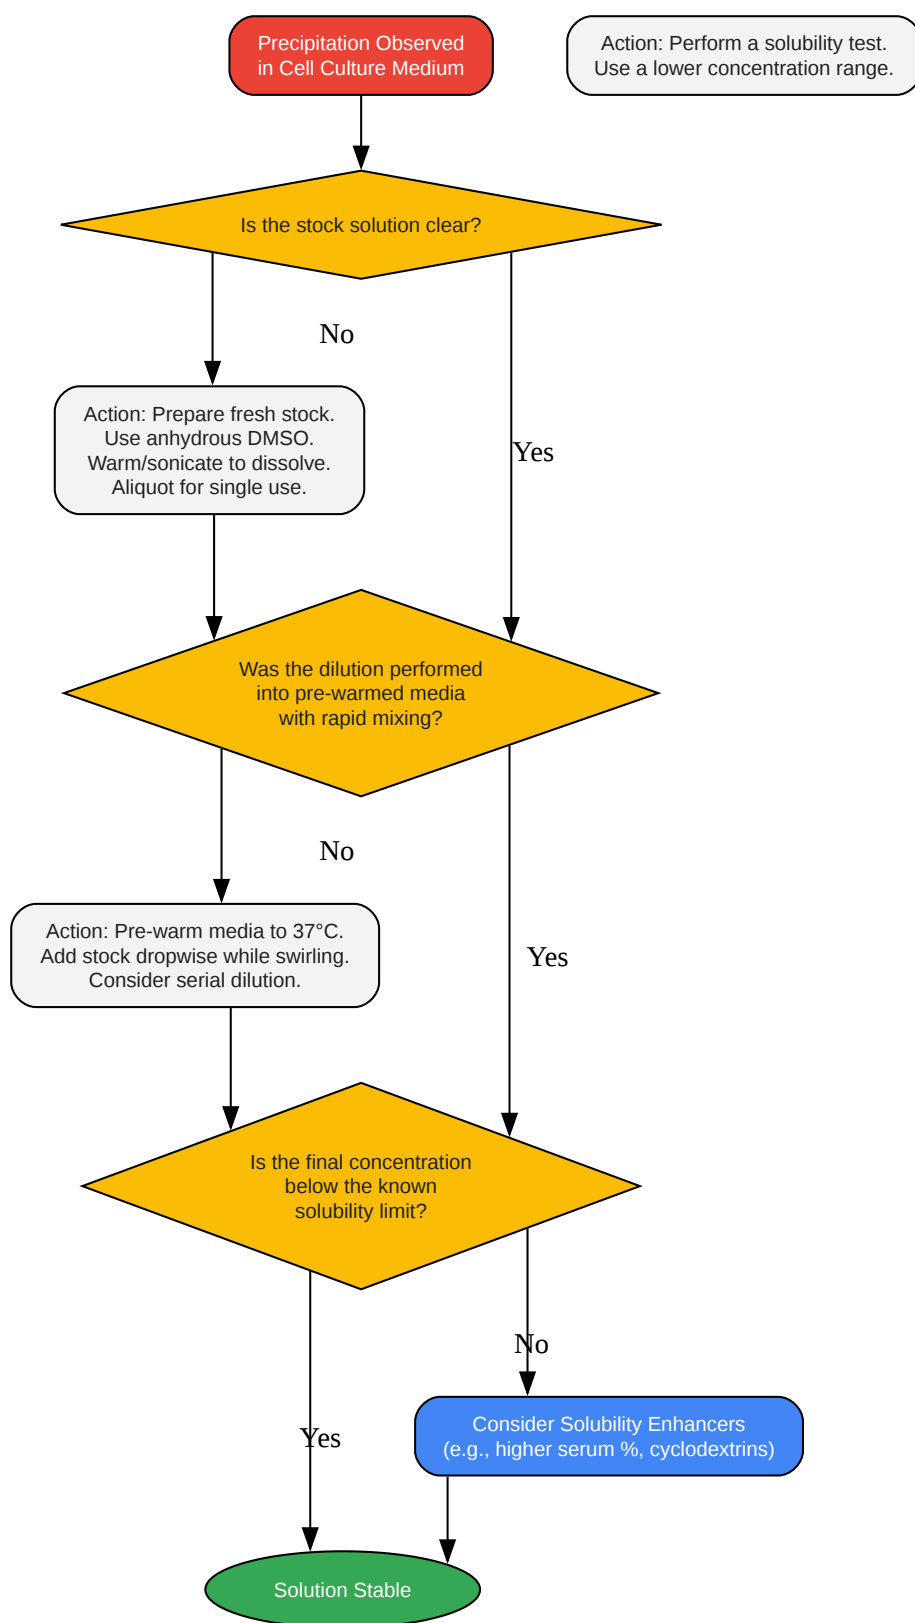 Precipitation Observed
in Cell Culture Medium
Action: Perform a solubility test.
Use a lower concentration range.
Is the stock solution clear?
No
Action: Prepare fresh stock.
Use anhydrous DMSO.
Warm/sonicate to dissolve.
Aliquot for single use.
Yes
Was the dilution performed
into pre-warmed media
with rapid mixing?
No
Action: Pre-warm media to 37°C.
Add stock dropwise while swirling.
Consider serial dilution.
Yes
Is the final concentration
below the known
solubility limit?
No
Consider Solubility Enhancers
(e.g., higher serum %, cyclodextrins)
Yes
Solution Stable